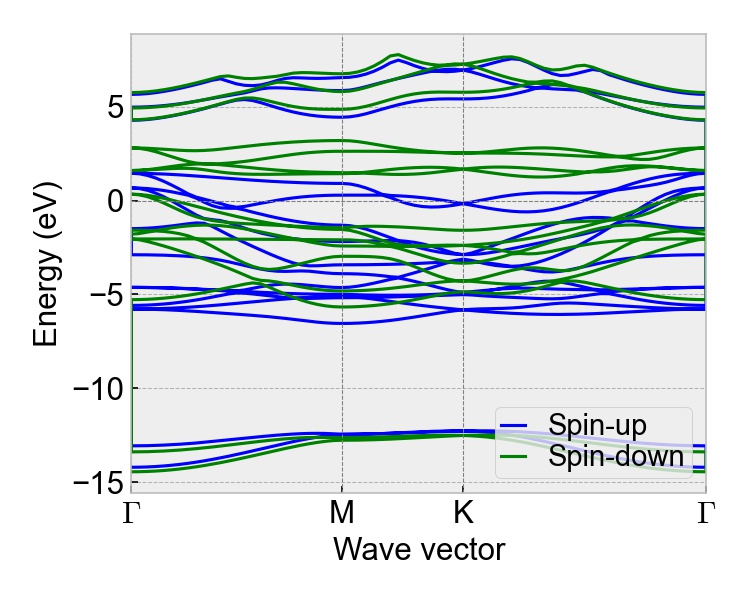 Energy (eV)
5
0
−5
−10
−15
Spin-up
Spin-down
Γ M K Γ
Wave vector